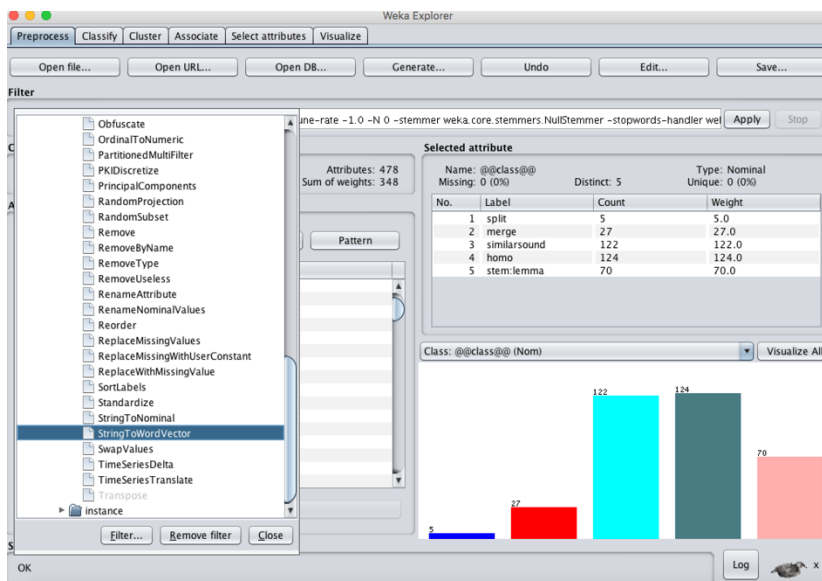 Weka Explorer
Preprocess Classify Cluster Associate Select attributes Visualize
Open file... Open URL... Open DB... Generate... Undo Edit... Save...
Filter
-rate -1.0 -N 0 -stemmer weka.core.stemmers.NullStemmer -stopwords-handler Apply Stop
Obfuscate
OrdinalToNumeric
PartitionedMultiFilter
PKIDiscretize
PrincipalComponents
RandomProjection
RandomSubset
Remove
RemoveByName
RemoveType
RemoveUseless
RenameAttribute
RenameNominalValues
Reorder
ReplaceMissingValues
ReplaceMissingWithUserConstant
ReplaceWithMissingValue
SortLabels
Standardize
StringToNominal
StringToWordVector
SwapValues
TimeSeriesDelta
TimeSeriesTranslate
Transpose
instance
Filter... Remove filter Close
Attributes: 478
Sum of weights: 348
Pattern
Selected attribute
Name: @@class@@ Type: Nominal
Missing: 0 (0%) Distinct: 5 Unique: 0 (0%)
No. Label Count Weight
1 split 5 5.0
2 merge 27 27.0
3 similarsound 122 122.0
4 homo 124 124.0
5 stem:lemma 70 70.0
Class: @@class@@ (Nom) Visualize All
5
27
122
124
70
OK
Log
x